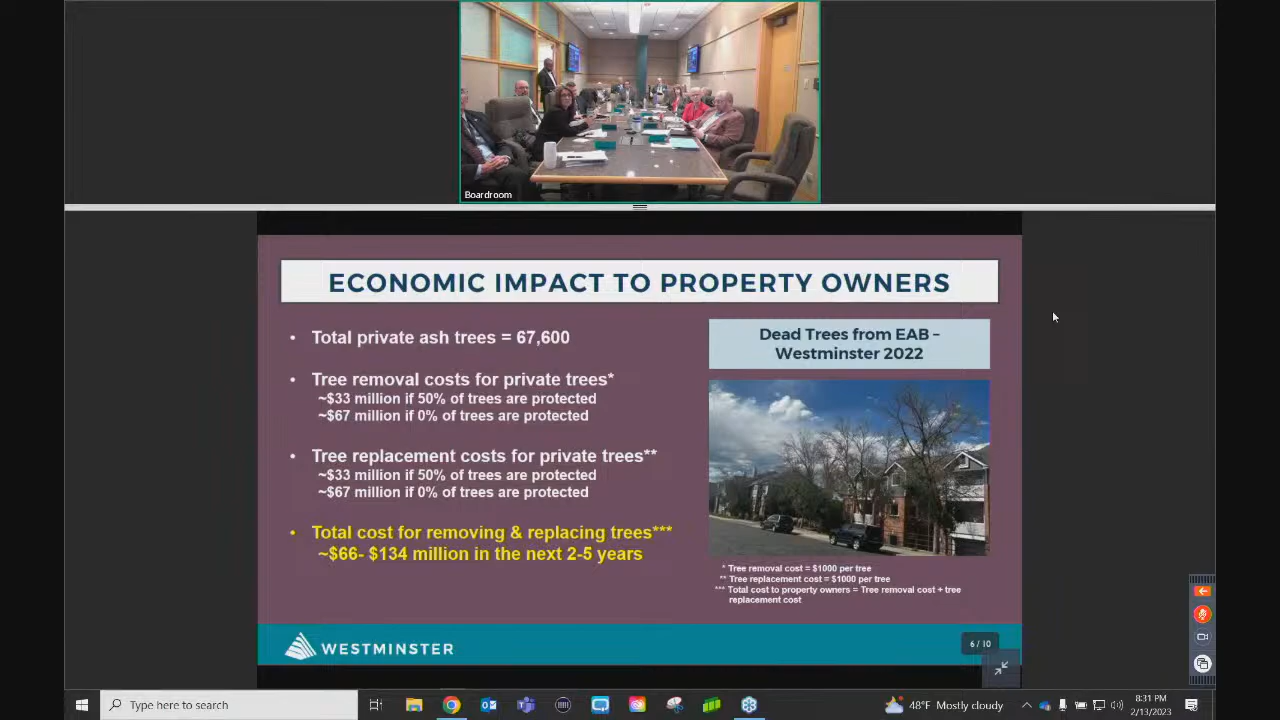 Boardroom
ECONOMIC IMPACT TO PROPERTY OWNERS
• Total private ash trees = 67,600
• Tree removal costs for private trees*
~$33 million if 50% of trees are protected
~$67 million if 0% of trees are protected
• Tree replacement costs for private trees**
~$33 million if 50% of trees are protected
~$67 million if 0% of trees are protected
• Total cost for removing & replacing trees***
~$66- $134 million in the next 2-5 years
Dead Trees from EAB –
Westminster 2022
* Tree removal cost = $1000 per tree
** Tree replacement cost = $1000 per tree
*** Total cost to property owners = Tree removal cost + tree
replacement cost
WESTMINSTER
6 / 10
Type here to search
48°F Mostly cloudy
8:31 PM
2/13/2023